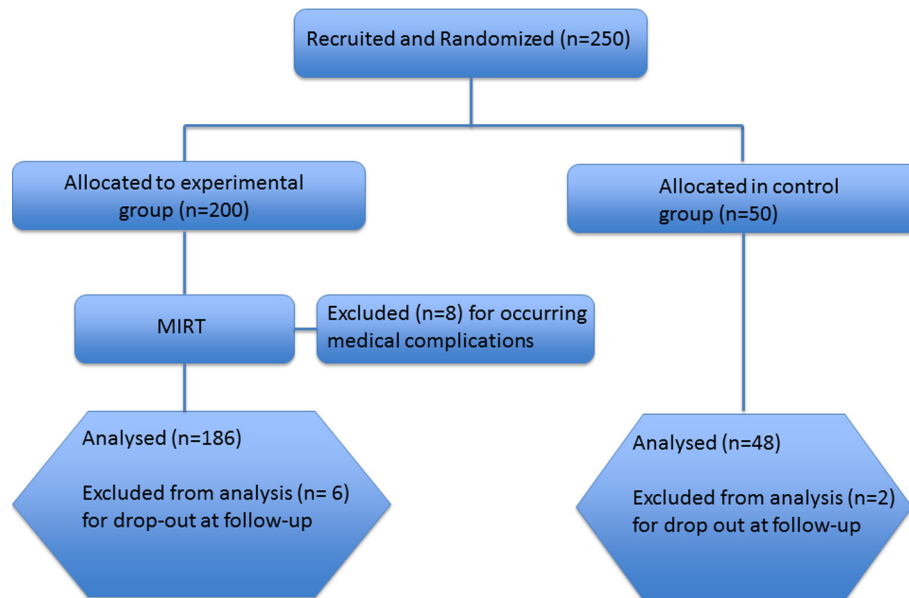 Recruited and Randomized (n=250)
Allocated to experimental
group (n=200)
Allocated in control
group (n=50)
MIRT
Excluded (n=8) for occurring
medical complications
Analysed (n=186)
Excluded from analysis (n= 6)
for drop-out at follow-up
Analysed (n=48)
Excluded from analysis (n=2)
for drop out at follow-up